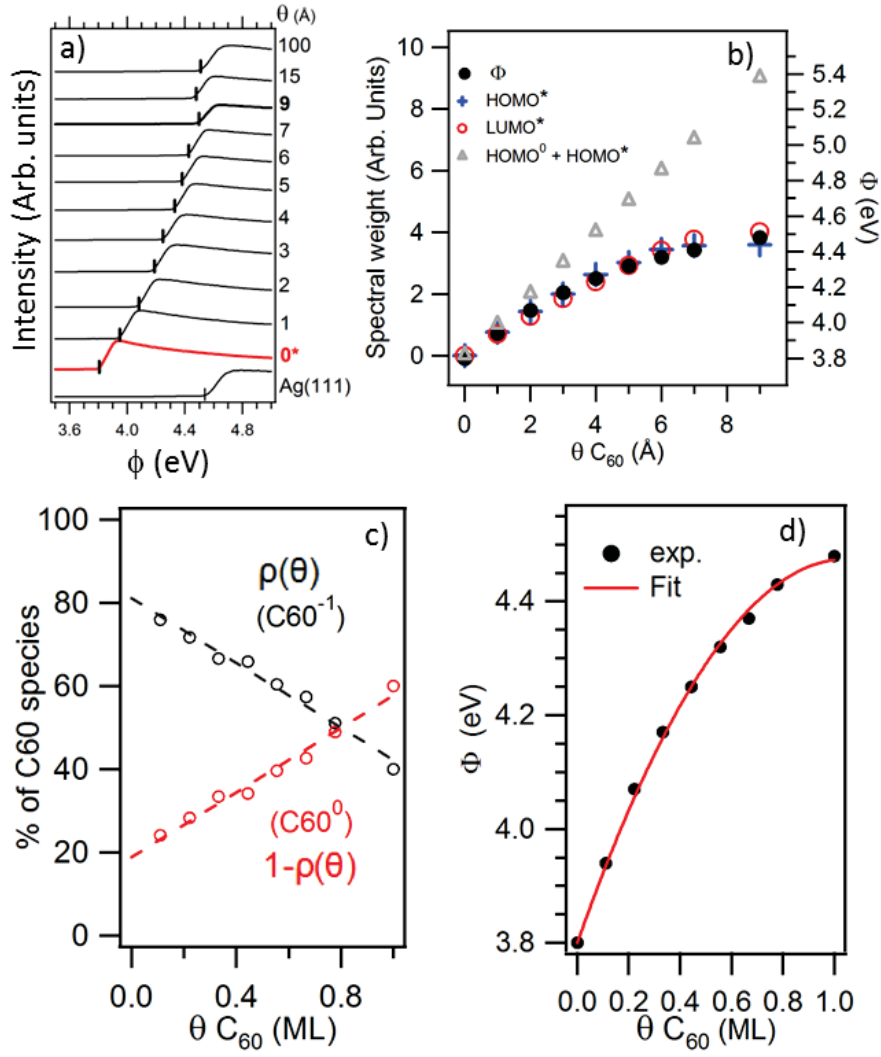 a)
θ (Å)
100
15
9
7
6
5
4
3
2
1
0*
Ag(111)
Intensity (Arb. units)
3.6 4.0 4.4 4.8
ϕ (eV)
b)
10
8
6
4
2
0
Spectral weight (Arb. Units)
Φ
HOMO*
LUMO*
HOMO⁰ + HOMO*
5.4
5.2
5.0
4.8
4.6
4.4
4.2
4.0
3.8
Φ (eV)
0 2 4 6 8
θ C₆₀ (Å)
c)
100
80
60
40
20
0
% of C60 species
ρ(θ)
(C60⁻¹)
(C60⁰)
1-ρ(θ)
0.0 0.4 0.8
θ C₆₀ (ML)
d)
exp.
Fit
4.4
4.2
4.0
3.8
Φ (eV)
0.0 0.2 0.4 0.6 0.8 1.0
θ C₆₀ (ML)